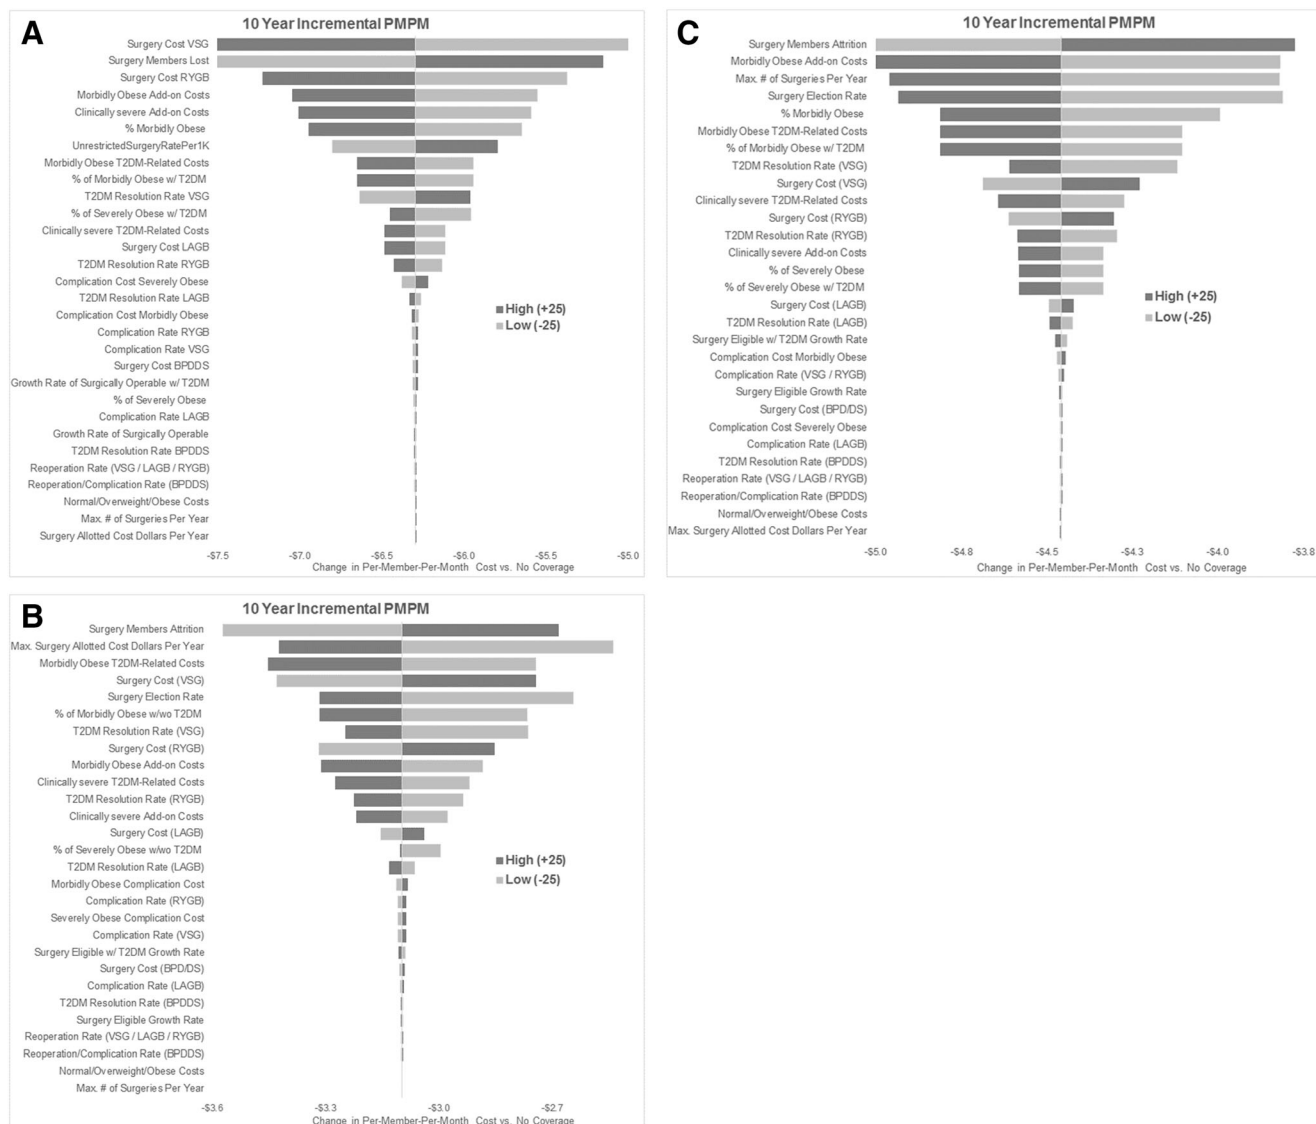 A
10 Year Incremental PMPM
Surgery Cost VSG
Surgery Members Lost
Surgery Cost RYGB
Morbidly Obese Add-on Costs
Clinically severe Add-on Costs
% Morbidly Obese
UnrestrictedSurgeryRatePer1K
Morbidly Obese T2DM-Related Costs
% of Morbidly Obese w/ T2DM
T2DM Resolution Rate VSG
% of Severely Obese w/ T2DM
Clinically severe T2DM-Related Costs
Surgery Cost LAGB
T2DM Resolution Rate RYGB
Complication Cost Severely Obese
T2DM Resolution Rate LAGB
Complication Cost Morbidly Obese
Complication Rate RYGB
Complication Rate VSG
Surgery Cost BPDDS
Growth Rate of Surgically Operable w/ T2DM
% of Severely Obese
Complication Rate LAGB
Growth Rate of Surgically Operable
T2DM Resolution Rate BPDDS
Reoperation Rate (VSG / LAGB / RYGB)
Reoperation/Complication Rate (BPDDS)
Normal/Overweight/Obese Costs
Max. # of Surgeries Per Year
Surgery Allotted Cost Dollars Per Year
High (+25)
Low (-25)
-$7.5 -$7.0 -$6.5 -$6.0 -$5.5 -$5.0
Change in Per-Member-Per-Month Cost vs. No Coverage
C
10 Year Incremental PMPM
Surgery Members Attrition
Morbidly Obese Add-on Costs
Max. # of Surgeries Per Year
Surgery Election Rate
% Morbidly Obese
Morbidly Obese T2DM-Related Costs
% of Morbidly Obese w/ T2DM
T2DM Resolution Rate (VSG)
Surgery Cost (VSG)
Clinically severe T2DM-Related Costs
Surgery Cost (RYGB)
T2DM Resolution Rate (RYGB)
Clinically severe Add-on Costs
% of Severely Obese
% of Severely Obese w/ T2DM
Surgery Cost (LAGB)
T2DM Resolution Rate (LAGB)
Surgery Eligible w/ T2DM Growth Rate
Complication Cost Morbidly Obese
Complication Rate (VSG / RYGB)
Surgery Eligible Growth Rate
Surgery Cost (BPD/DS)
Complication Cost Severely Obese
Complication Rate (LAGB)
T2DM Resolution Rate (BPDDS)
Reoperation Rate (VSG / LAGB / RYGB)
Reoperation/Complication Rate (BPDDS)
Normal/Overweight/Obese Costs
Max. Surgery Allotted Cost Dollars Per Year
High (+25)
Low (-25)
-$5.0 -$4.8 -$4.5 -$4.3 -$4.0 -$3.8
Change in Per-Member-Per-Month Cost vs. No Coverage
B
10 Year Incremental PMPM
Surgery Members Attrition
Max. Surgery Allotted Cost Dollars Per Year
Morbidly Obese T2DM-Related Costs
Surgery Cost (VSG)
Surgery Election Rate
% of Morbidly Obese w/wo T2DM
T2DM Resolution Rate (VSG)
Surgery Cost (RYGB)
Morbidly Obese Add-on Costs
Clinically severe T2DM-Related Costs
T2DM Resolution Rate (RYGB)
Clinically severe Add-on Costs
Surgery Cost (LAGB)
% of Severely Obese w/wo T2DM
T2DM Resolution Rate (LAGB)
Morbidly Obese Complication Cost
Complication Rate (RYGB)
Severely Obese Complication Cost
Complication Rate (VSG)
Surgery Eligible w/ T2DM Growth Rate
Surgery Cost (BPD/DS)
Complication Rate (LAGB)
T2DM Resolution Rate (BPDDS)
Surgery Eligible Growth Rate
Reoperation Rate (VSG / LAGB / RYGB)
Reoperation/Complication Rate (BPDDS)
Normal/Overweight/Obese Costs
Max. # of Surgeries Per Year
High (+25)
Low (-25)
-$3.6 -$3.3 -$3.0 -$2.7
Change in Per-Member-Per-Month Cost vs. No Coverage